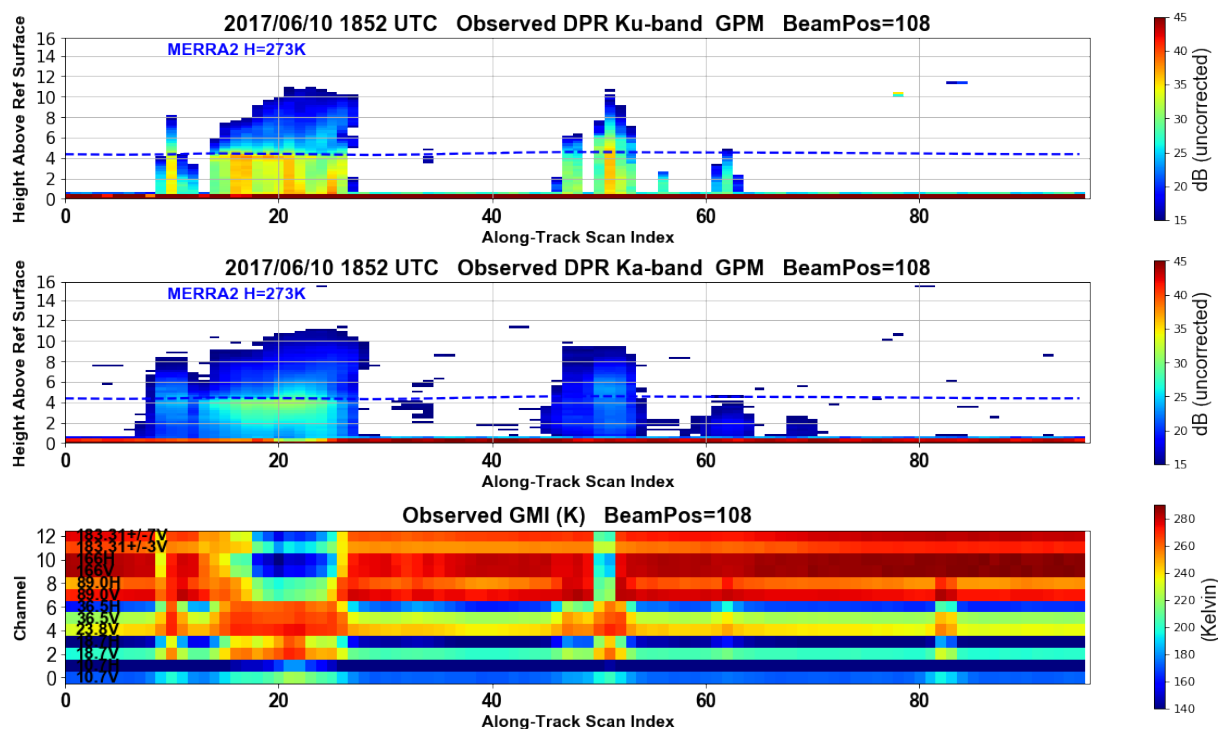 2017/06/10 1852 UTC Observed DPR Ku-band GPM BeamPos=108
MERRA2 H=273K
Height Above Ref Surface
16
14
12
10
8
6
4
2
0
0 20 40 60 80
Along-Track Scan Index
45
40
35
30
25
20
15
dB (uncorrected)
2017/06/10 1852 UTC Observed DPR Ka-band GPM BeamPos=108
MERRA2 H=273K
Height Above Ref Surface
16
14
12
10
8
6
4
2
0
0 20 40 60 80
Along-Track Scan Index
45
40
35
30
25
20
15
dB (uncorrected)
Observed GMI (K) BeamPos=108
Channel
12
10
8
6
4
2
0
183.31+/-7V
183.31+/-3V
166H
166V
89.0H
89.0V
36.5H
36.5V
23.8V
18.7H
18.7V
10.7H
10.7V
0 20 40 60 80
Along-Track Scan Index
280
260
240
220
200
180
160
140
(Kelvin)